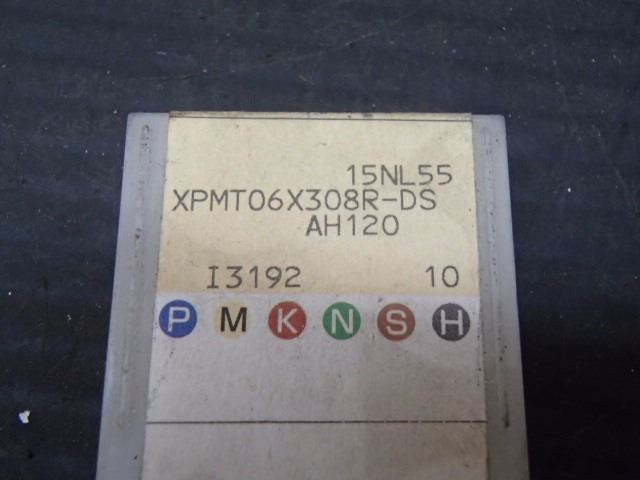 15NL55
XPMT06X308R-DS
AH120
I3192 10
P M K N S H